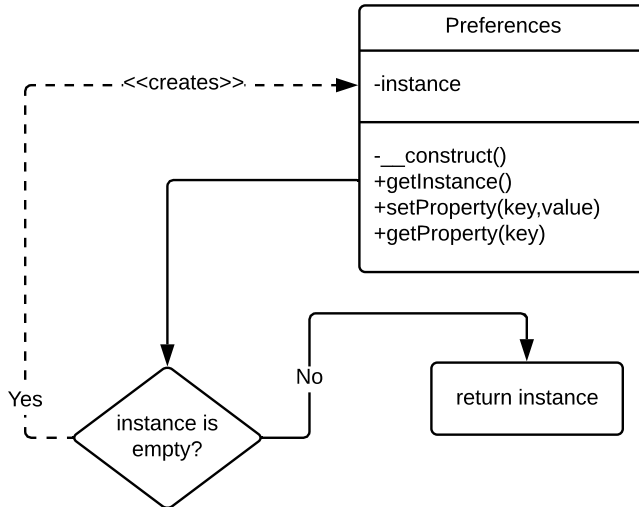 Preferences
<<creates>>
-instance
-__construct()
+getInstance()
+setProperty(key,value)
+getProperty(key)
No
Yes
return instance
instance is
empty?